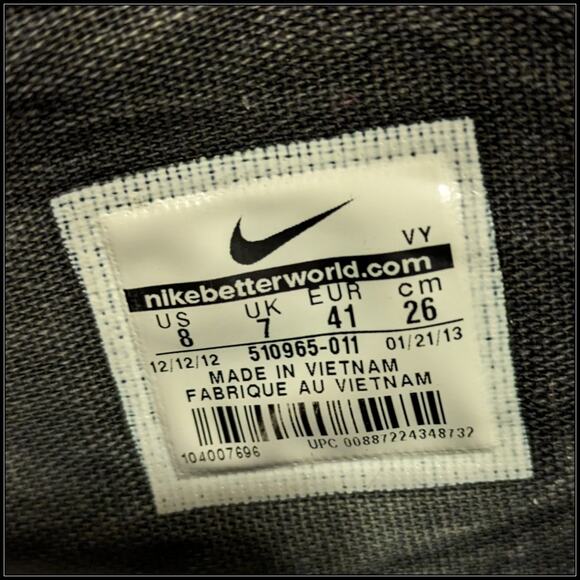 VY
nikebetterworld.com
US UK EUR cm
8 7 41 26
12/12/12 510965-011 01/21/13
MADE IN VIETNAM
FABRIQUE AU VIETNAM
104007696 UPC 00887224348732